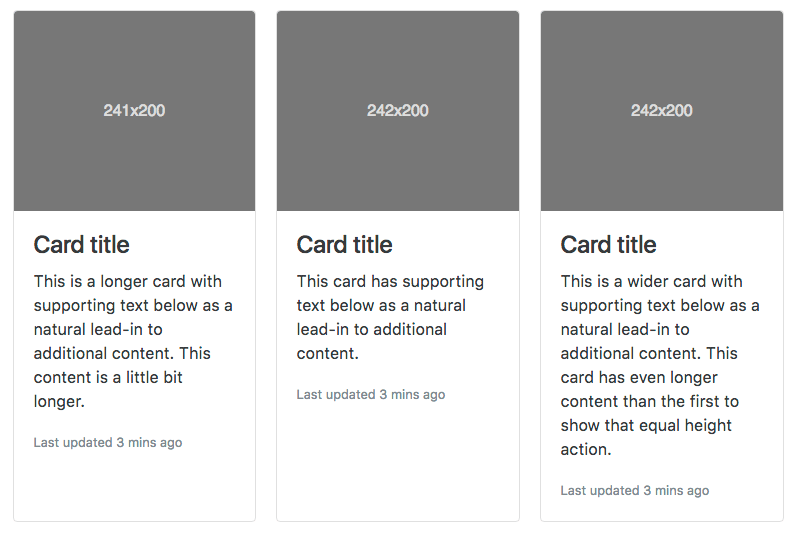 241x200
Card title
This is a longer card with
supporting text below as a
natural lead-in to
additional content. This
content is a little bit
longer.
Last updated 3 mins ago
242x200
Card title
This card has supporting
text below as a natural
lead-in to additional
content.
Last updated 3 mins ago
242x200
Card title
This is a wider card with
supporting text below as a
natural lead-in to
additional content. This
card has even longer
content than the first to
show that equal height
action.
Last updated 3 mins ago